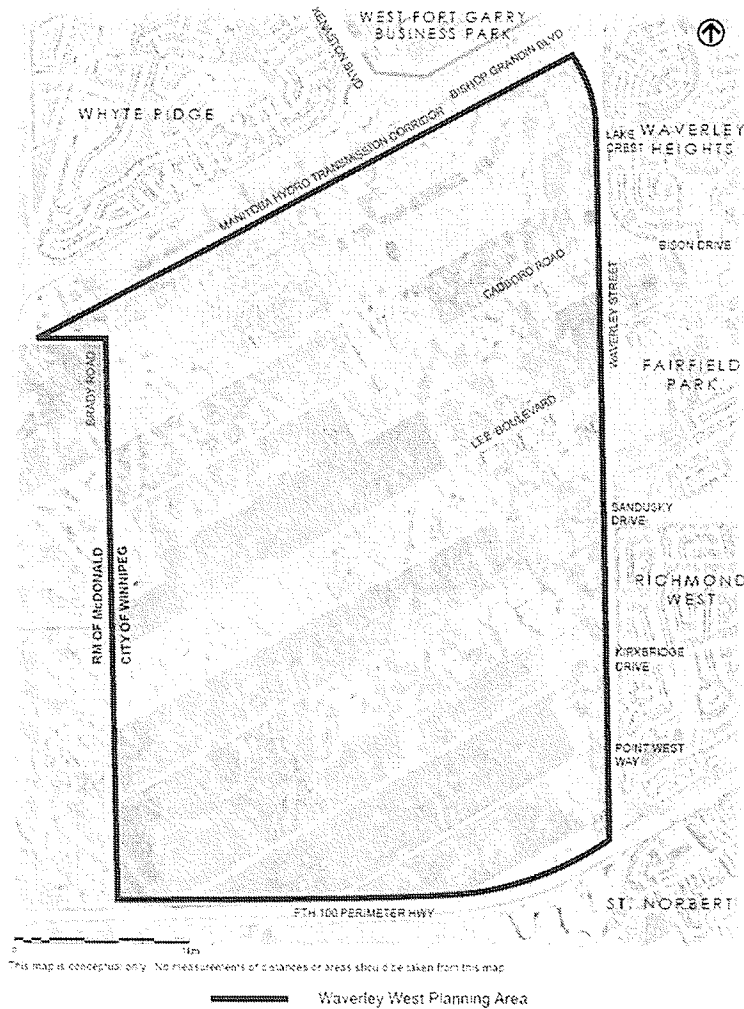 WEST FORT GARRY
BUSINESS PARK
KENASTON BLVD
BISHOP GRANDIN BLVD
WHYTE RIDGE
MANITOBA HYDRO TRANSMISSION CORRIDOR
LAKE
CREST
WAVERLEY
HEIGHTS
BISON DRIVE
CADBORO ROAD
WAVERLEY STREET
FAIRFIELD
PARK
BRADY ROAD
LEE BOULEVARD
SANDUSKY
DRIVE
RICHMOND
WEST
RM OF McDONALD
CITY OF WINNIPEG
KIRKBRIDGE
DRIVE
POINT WEST
WAY
ST. NORBERT
PTH 100 PERIMETER HWY
0 1km
This map is conceptual only. No measurements of distances or areas should be taken from this map
Waverley West Planning Area